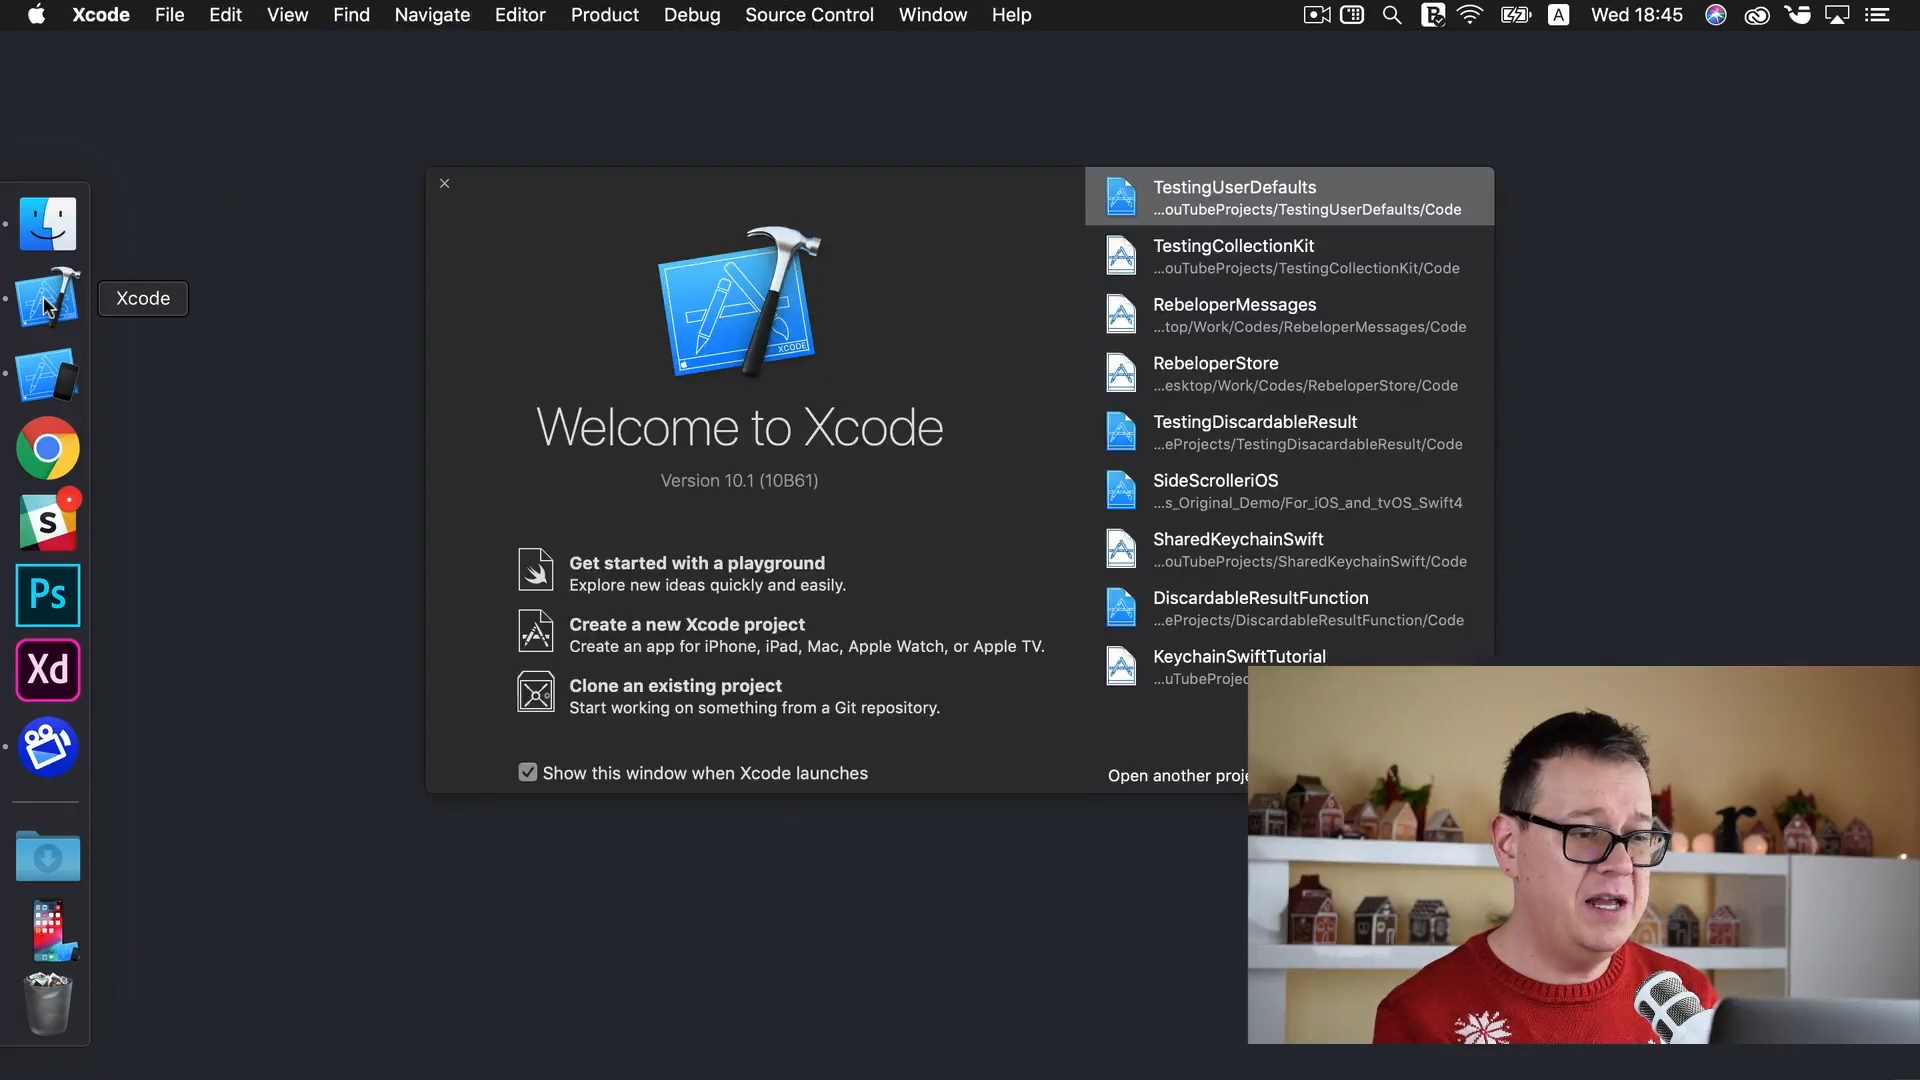 Xcode File Edit View Find Navigate Editor Product Debug Source Control Window Help A Wed 18:45
TestingUserDefaults
...ouTubeProjects/TestingUserDefaults/Code
TestingCollectionKit
...ouTubeProjects/TestingCollectionKit/Code
RebeloperMessages
...top/Work/Codes/RebeloperMessages/Code
RebeloperStore
...esktop/Work/Codes/RebeloperStore/Code
TestingDiscardableResult
...eProjects/TestingDisacardableResult/Code
SideScrolleriOS
...s_Original_Demo/For_iOS_and_tvOS_Swift4
SharedKeychainSwift
...ouTubeProjects/SharedKeychainSwift/Code
DiscardableResultFunction
...eProjects/DiscardableResultFunction/Code
KeychainSwiftTutorial
...uTubeProjec
Open another proje
Xcode
XCODE
Welcome to Xcode
Version 10.1 (10B61)
Get started with a playground
Explore new ideas quickly and easily.
Create a new Xcode project
Create an app for iPhone, iPad, Mac, Apple Watch, or Apple TV.
Clone an existing project
Start working on something from a Git repository.
Show this window when Xcode launches
S
Ps
Xd